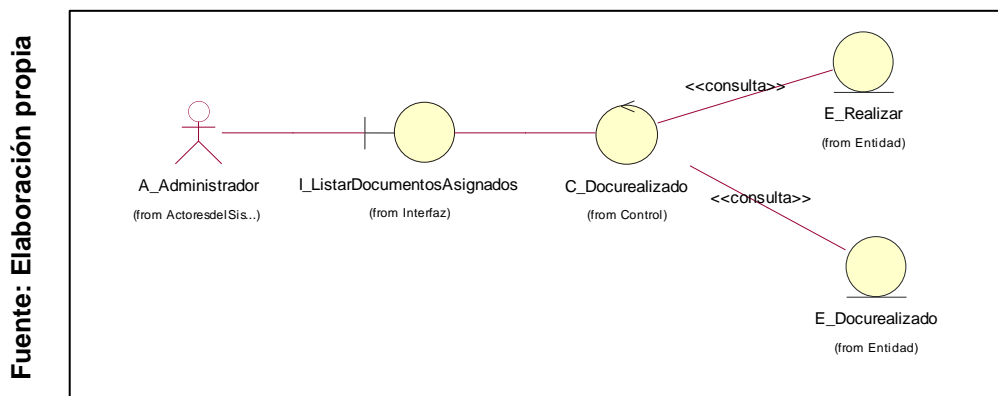 Fuente: Elaboración propia
<<consulta>>
E_Realizar
(from Entidad)
A_Administrador
(from ActoresdelSis...)
I_ListarDocumentosAsignados
(from Interfaz)
C_Docurealizado
(from Control)
<<consulta>>
E_Docurealizado
(from Entidad)